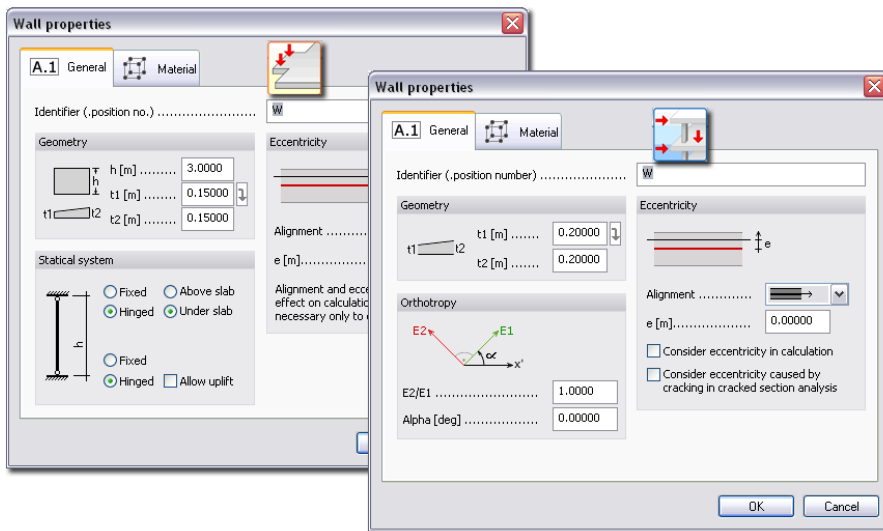 Wall properties
A.1 General
Material
Identifier (.position no.) ..........................
W
Geometry
h
h [m] .........
3.0000
t1 [m] .......
0.15000
t1 t2
t2 [m] .......
0.15000
Eccentricity
Alignment
e [m]
Alignment and ecce
effect on calculatio
necessary only to
Statical system
h
Fixed
Above slab
Hinged
Under slab
Fixed
Hinged
Allow uplift
Wall properties
A.1 General
Material
Identifier (.position number) ......................
W
Geometry
t1 t2
t1 [m] .......
0.20000
t2 [m] .......
0.20000
Orthotropy
E2
E1
α
x'
E2/E1 ..........................
1.0000
Alpha [deg] ...................
0.00000
Eccentricity
e
Alignment .............
e [m]...................
0.00000
Consider eccentricity in calculation
Consider eccentricity caused by
cracking in cracked section analysis
OK
Cancel